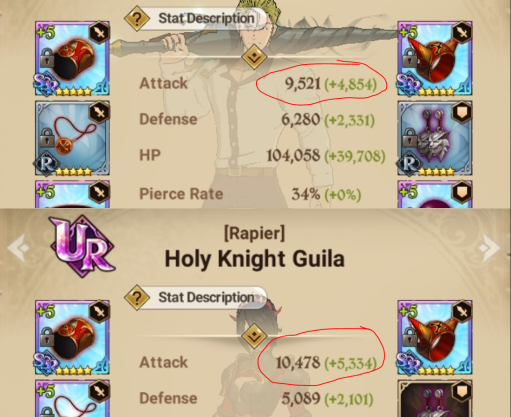 +5
? Stat Description
+5
Attack 9,521 (+4,854)
Defense 6,280 (+2,331)
R
HP 104,058 (+39,708)
R
+5
Pierce Rate 34% (+0%)
+5
UR
[Rapier]
Holy Knight Guila
+5
? Stat Description
+5
Attack 10,478 (+5,334)
+5
Defense 5,089 (+2,101)